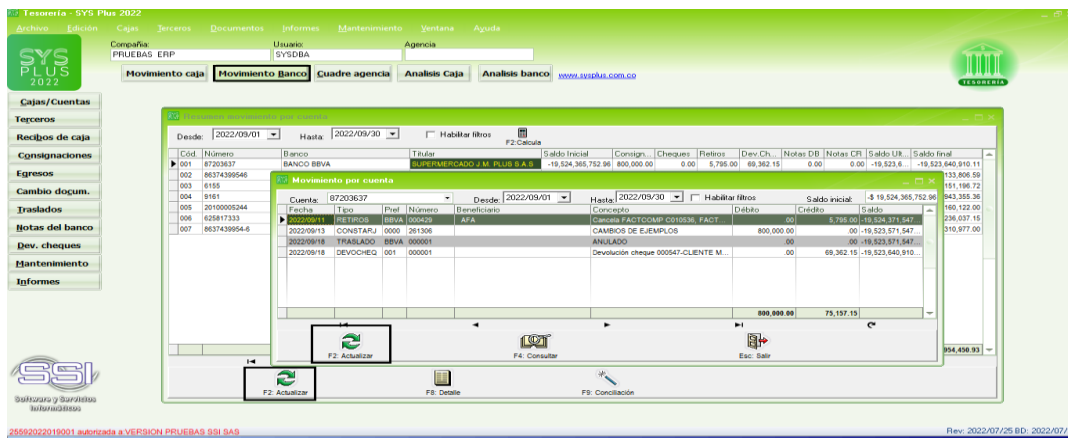 Tesorería - SYS Plus 2022
Archivo Edición Cajas Terceros Documentos Informes Mantenimiento Ventana Ayuda
Compañía: Usuario: Agencia
PRUEBAS ERP SYSDBA
SYS
PLUS
2022
Movimiento caja Movimiento Banco Cuadre agencia Analisis Caja Analisis banco www.sysplus.com.co
TESORERIA
Cajas/Cuentas
Terceros
Recibos de caja
Consignaciones
Egresos
Cambio docum.
Traslados
Notas del banco
Dev. cheques
Mantenimiento
Informes
Resumen movimiento por cuenta
Desde: 2022/09/01 Hasta: 2022/09/30 Habilitar filtros F2:Calcula
Cód. Número Banco Titular Saldo Inicial Consign... Cheques Retiros Dev.Ch... Notas DB Notas CR Saldo Ult... Saldo final
001 87203637 BANCO BBVA SUPERMERCADO J.M. PLUS S.A.S -19,524,365,752.96 800,000.00 0.00 5,795.00 69,362.15 0.00 0.00 -19,523,6... -19,523,640,910.11
002 86374399546 133,806.59
003 6155 151,196.72
004 9161 943,355.36
005 20100005244 160,122.00
006 625817333 236,037.15
007 8637439954-6 310,977.00
Movimiento por cuenta
Cuenta: 87203637 Desde: 2022/09/01 Hasta: 2022/09/30 Habilitar filtros Saldo inicial: -$ 19,524,365,752.96
Fecha Tipo Pref Número Beneficiario Concepto Débito Crédito Saldo
2022/09/11 RETIROS BBVA 000429 AFA Cancela FACTCOMP C010536, FACT... .00 5,795.00 -19,524,371,547...
2022/09/13 CONSTARJ 0000 261306 CAMBIOS DE EJEMPLOS 800,000.00 .00 -19,523,571,547...
2022/09/18 TRASLADO BBVA 000001 ANULADO .00 .00 -19,523,571,547...
2022/09/18 DEVOCHEQ 001 000001 Devolución cheque 000547-CLIENTE M... .00 69,362.15 -19,523,640,910...
800,000.00 75,157.15
F2: Actualizar F4: Consultar Esc: Salir
954,450.93
F2: Actualizar F8: Detalle F9: Conciliación
SSI
Software y Servicios
Informáticos
25592022019001 autorizada a:VERSION PRUEBAS SSI SAS
Rev: 2022/07/25 BD: 2022/07/